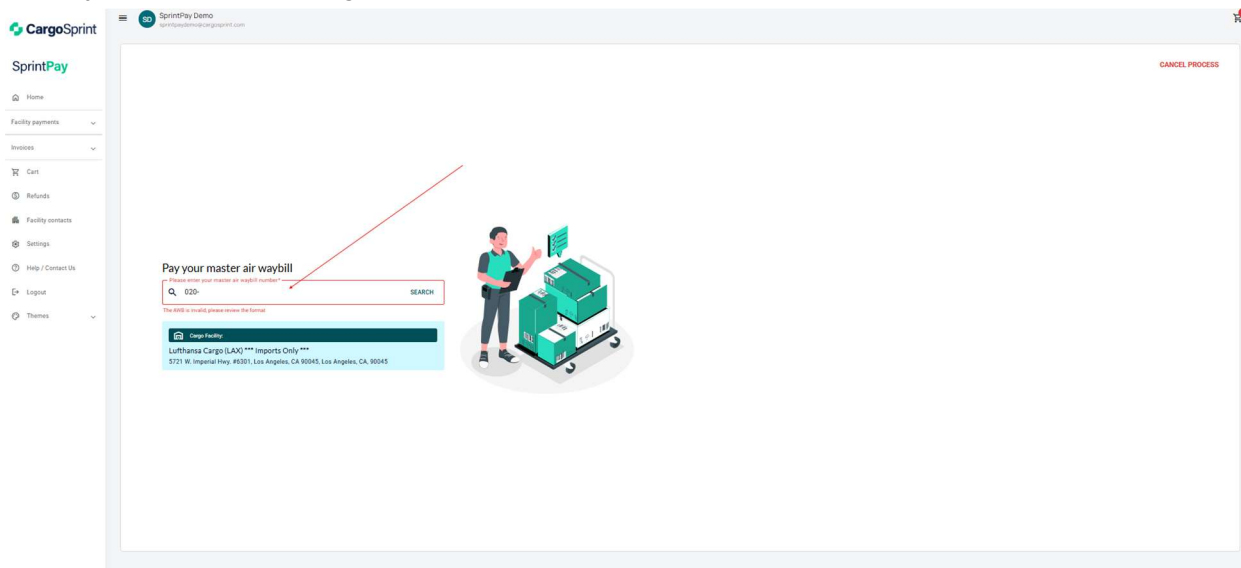 CargoSprint
SprintPay
Home
Facility payments
Invoices
Cart
Refunds
Facility contacts
Settings
Help / Contact Us
Logout
Themes
SD
SprintPay Demo
sprintpaydemo@cargosprint.com
CANCEL PROCESS
Pay your master air waybill
Please enter your master air waybill number*
020-
SEARCH
The AWB is invalid, please review the format
Cargo Facility:
Lufthansa Cargo (LAX) *** Imports Only ***
5721 W. Imperial Hwy. #6301, Los Angeles, CA 90045, Los Angeles, CA, 90045